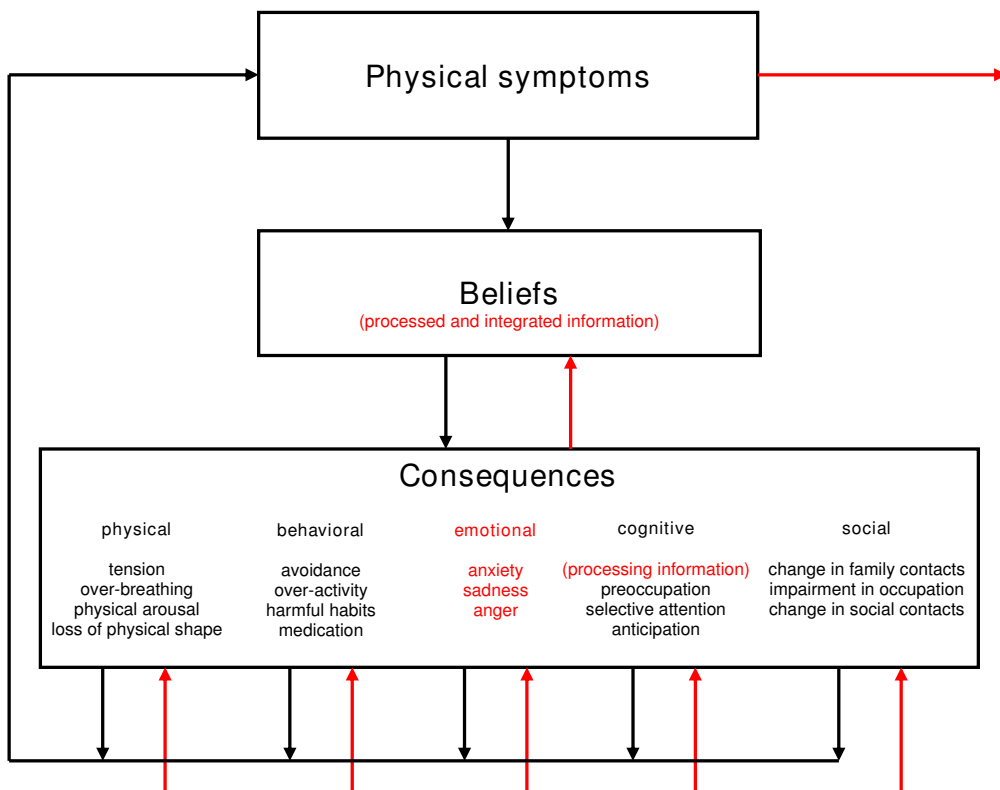 Physical symptoms
Beliefs
(processed and integrated information)
Consequences
physical
tension
over-breathing
physical arousal
loss of physical shape
behavioral
avoidance
over-activity
harmful habits
medication
emotional
anxiety
sadness
anger
cognitive
(processing information)
preoccupation
selective attention
anticipation
social
change in family contacts
impairment in occupation
change in social contacts